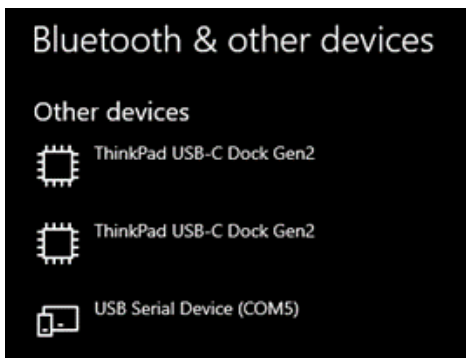 Bluetooth & other devices
Other devices
ThinkPad USB-C Dock Gen2
ThinkPad USB-C Dock Gen2
USB Serial Device (COM5)